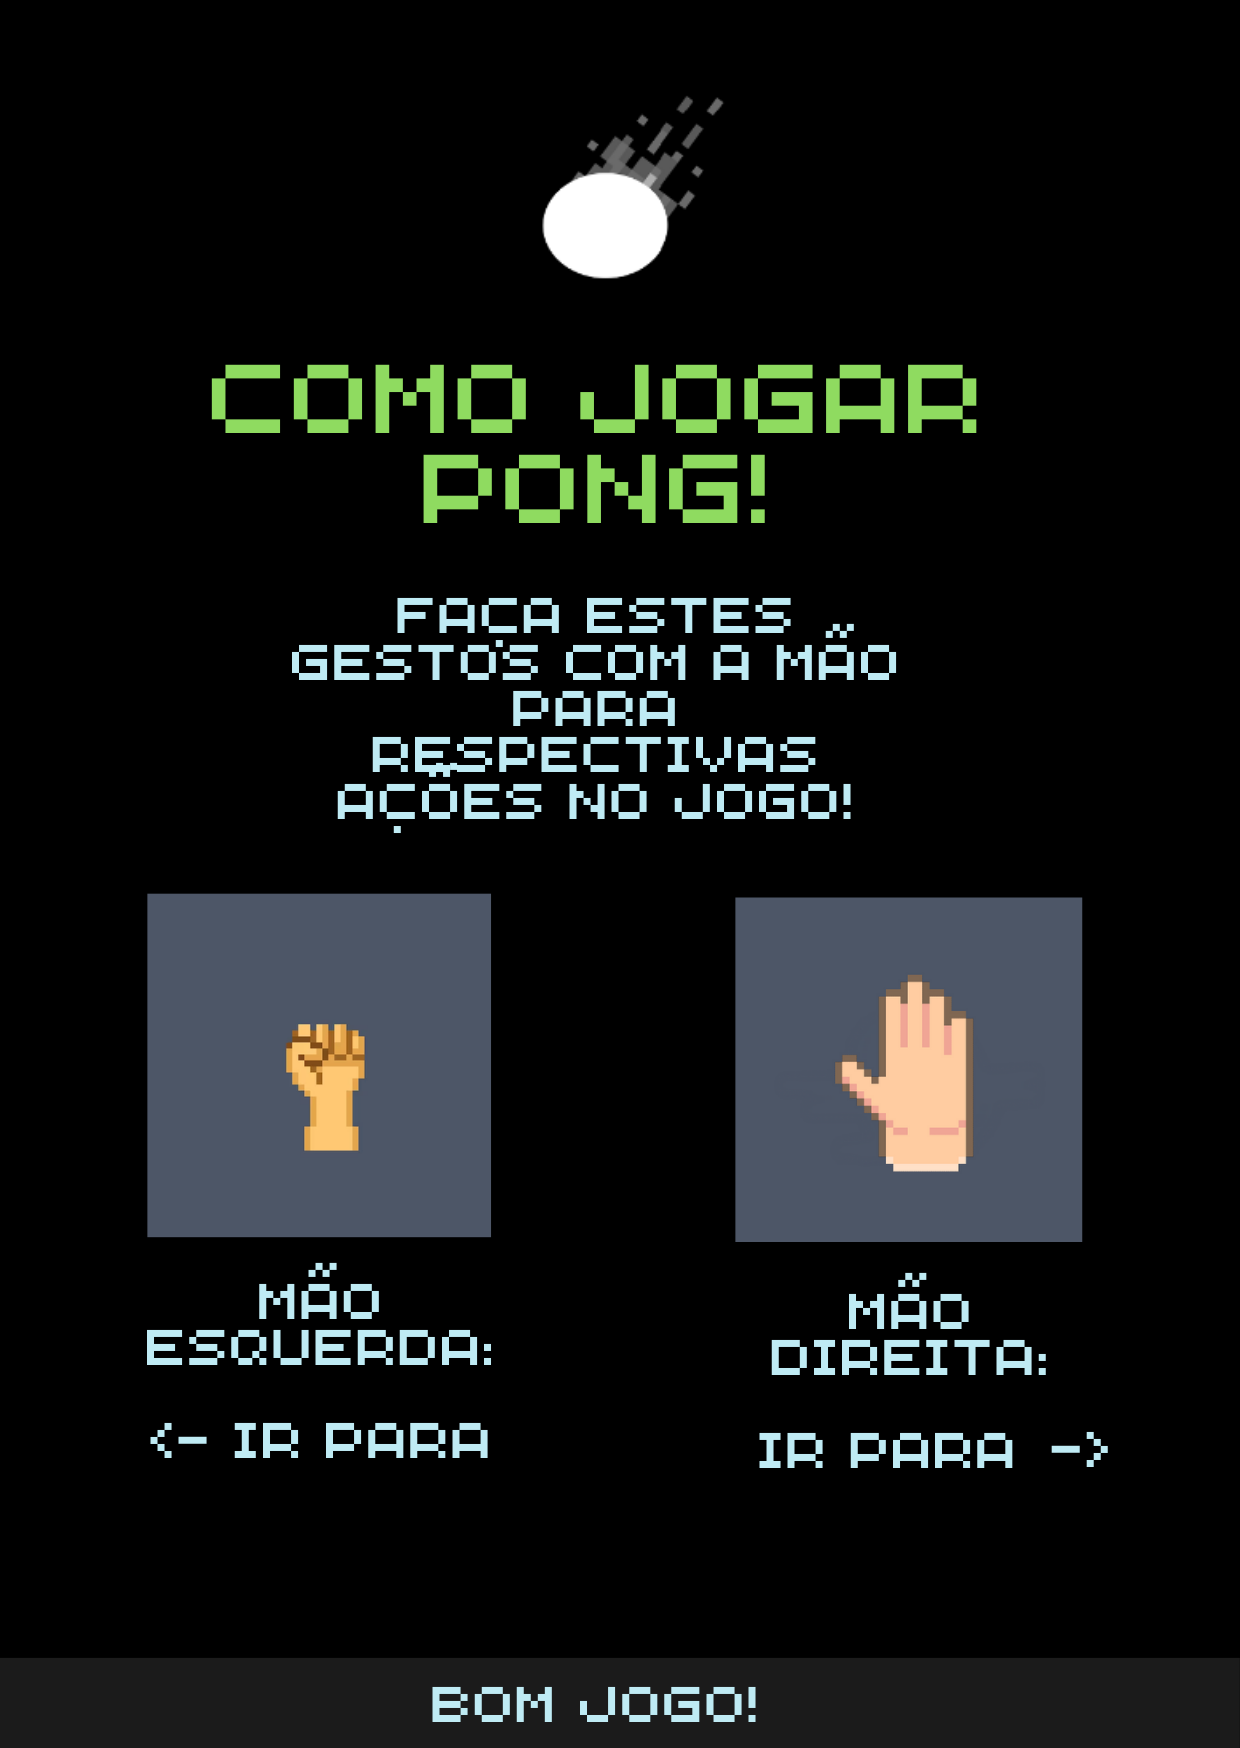 COMO JOGAR
PONG!
FAÇA ESTES
GESTOS COM A MÃO
PARA
RESPECTIVAS
AÇÕES NO JOGO!
MÃO
ESQUERDA:
<- IR PARA
MÃO
DIREITA:
IR PARA ->
BOM JOGO!